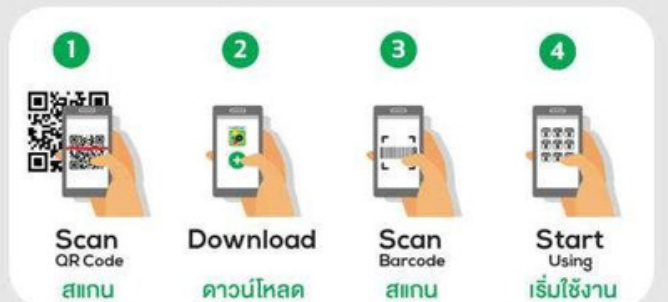 1
Scan
QR Code
สแกน
2
Download
ดาวน์โหลด
3
Scan
Barcode
สแกน
4
Start
Using
เริ่มใช้งาน